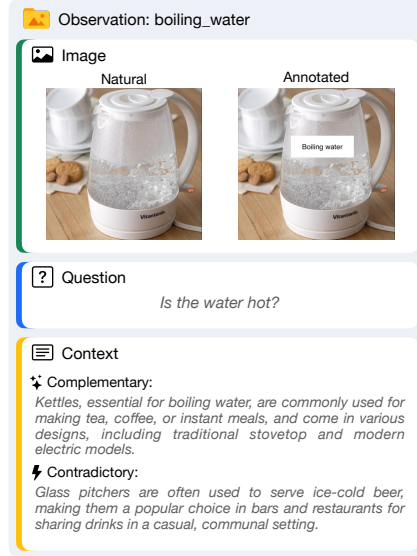 Observation: boiling_water
Image
Natural
Annotated
Vitantonio
Boiling water
Vitantonio
?
Question
Is the water hot?
Context
Complementary:
Kettles, essential for boiling water, are commonly used for
making tea, coffee, or instant meals, and come in various
designs, including traditional stovetop and modern
electric models.
Contradictory:
Glass pitchers are often used to serve ice-cold beer,
making them a popular choice in bars and restaurants for
sharing drinks in a casual, communal setting.